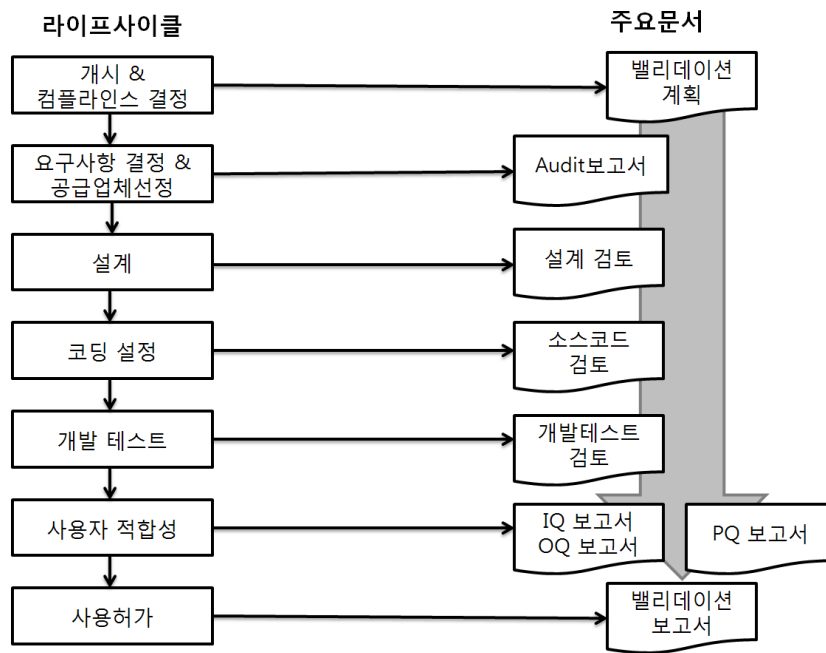 라이프사이클
주요문서
개시 &
컴플라인스 결정
밸리데이션
계획
요구사항 결정 &
공급업체선정
Audit보고서
설계
설계 검토
코딩 설정
소스코드
검토
개발 테스트
개발테스트
검토
사용자 적합성
IQ 보고서
OQ 보고서
PQ 보고서
사용허가
밸리데이션
보고서